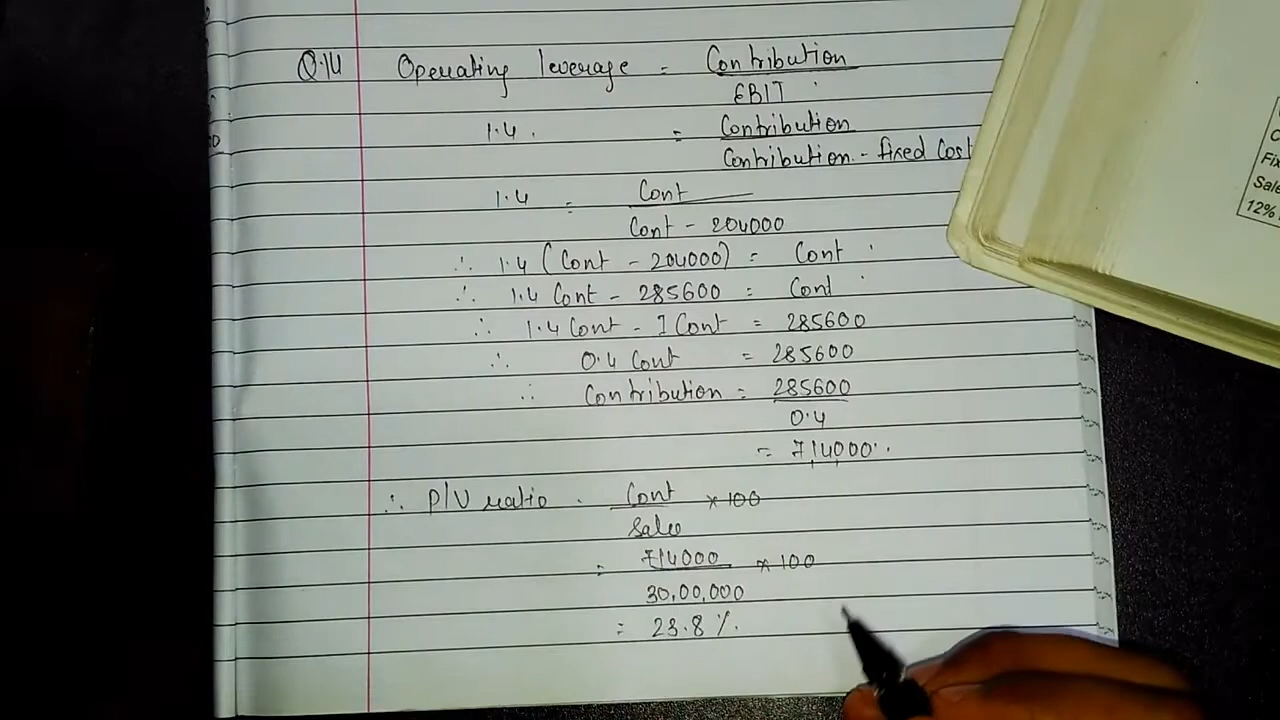 Q.14 Operating leverage = Contribution
EBIT
1.4. = Contribution
Contribution - fixed Cost
1.4 = Cont
Cont - 204000
∴ 1.4 (Cont - 204000) = Cont
∴ 1.4 Cont - 285600 = Cont
∴ 1.4 Cont - 1 Cont = 285600
∴ 0.4 Cont = 285600
∴ Contribution = 285600
0.4
= 714000.
∴ P/V ratio = Cont × 100
Sales
= 714000 × 100
30,00,000
= 23.8 %.
Sale
12%